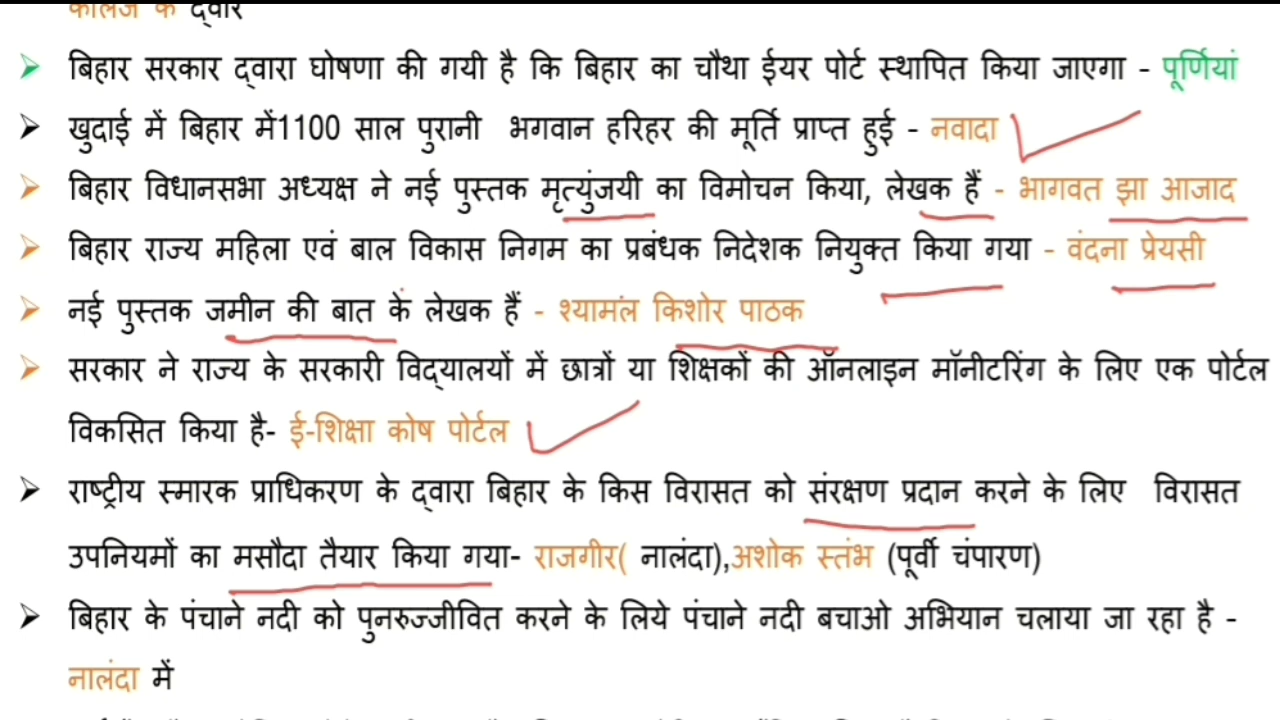 कॉलेज के द्वार
बिहार सरकार द्वारा घोषणा की गयी है कि बिहार का चौथा ईयर पोर्ट स्थापित किया जाएगा - पूर्णियां
खुदाई में बिहार में1100 साल पुरानी भगवान हरिहर की मूर्ति प्राप्त हुई - नवादा
बिहार विधानसभा अध्यक्ष ने नई पुस्तक मृत्युंजयी का विमोचन किया, लेखक हैं - भागवत झा आजाद
बिहार राज्य महिला एवं बाल विकास निगम का प्रबंधक निदेशक नियुक्त किया गया - वंदना प्रेयसी
नई पुस्तक जमीन की बात के लेखक हैं - श्यामल किशोर पाठक
सरकार ने राज्य के सरकारी विद्यालयों में छात्रों या शिक्षकों की ऑनलाइन मॉनीटरिंग के लिए एक पोर्टल
विकसित किया है- ई-शिक्षा कोष पोर्टल
राष्ट्रीय स्मारक प्राधिकरण के द्वारा बिहार के किस विरासत को संरक्षण प्रदान करने के लिए विरासत
उपनियमों का मसौदा तैयार किया गया- राजगीर( नालंदा),अशोक स्तंभ (पूर्वी चंपारण)
बिहार के पंचाने नदी को पुनरुज्जीवित करने के लिये पंचाने नदी बचाओ अभियान चलाया जा रहा है -
नालंदा में